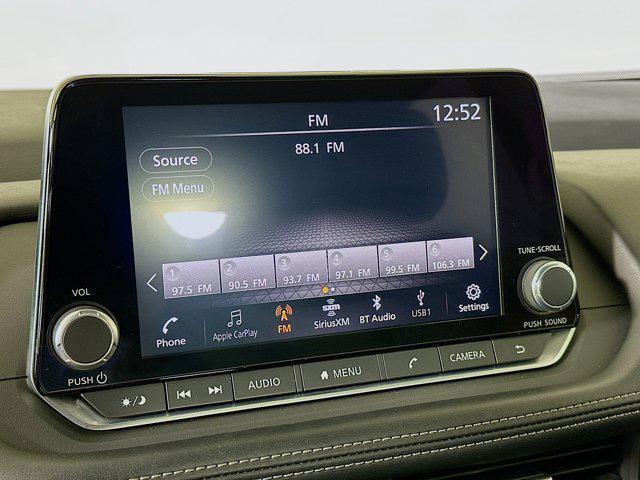 FM
12:52
88.1 FM
Source
FM Menu
1 2 3 4 5 6
97.5 FM 90.5 FM 93.7 FM 97.1 FM 99.5 FM 106.3 FM
Phone Apple CarPlay FM sxm SiriusXM BT Audio USB1 Settings
VOL
PUSH
TUNE·SCROLL
PUSH SOUND
AUDIO MENU CAMERA